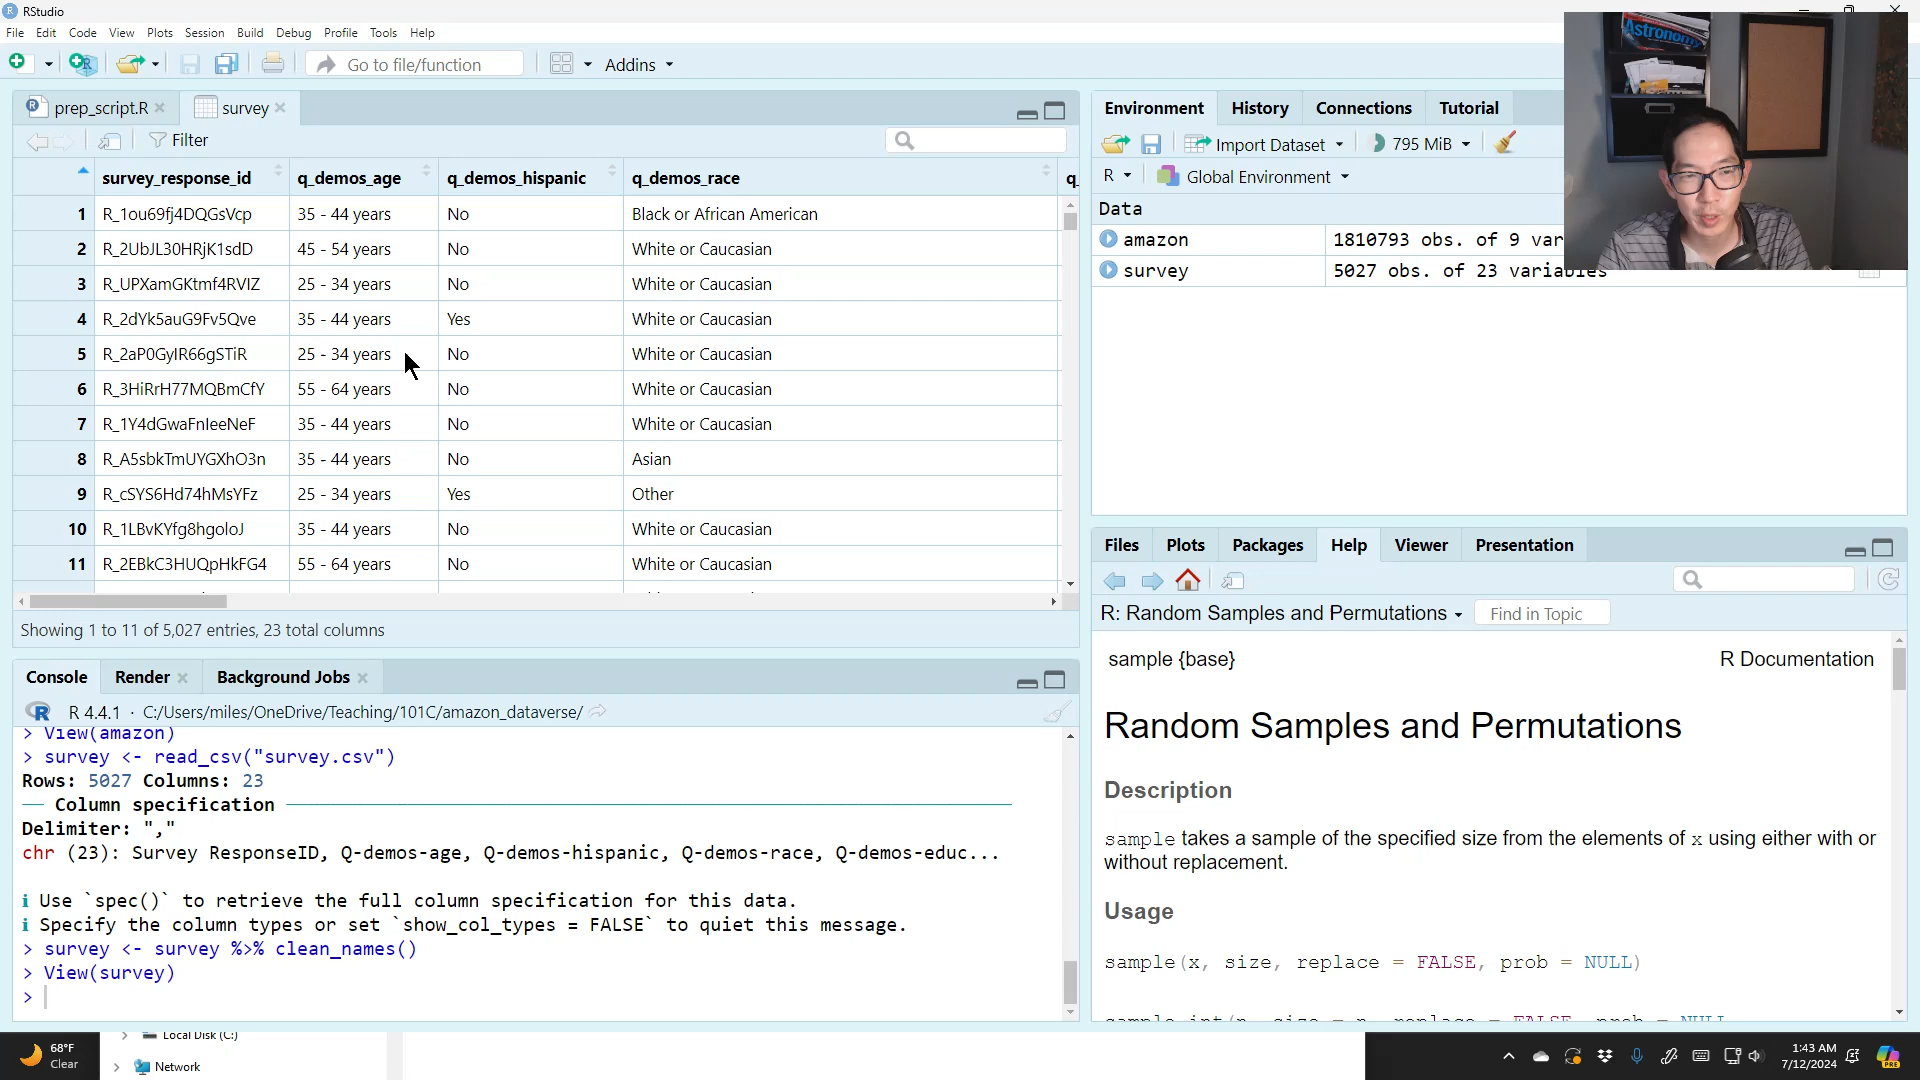 RStudio
File Edit Code View Plots Session Build Debug Profile Tools Help
Go to file/function Addins
Astronomy
prep_script.R survey
Filter
survey_response_id q_demos_age q_demos_hispanic q_demos_race q_
1 R_1ou69fj4DQGsVcp 35 - 44 years No Black or African American
2 R_2UbJL30HRjK1sdD 45 - 54 years No White or Caucasian
3 R_UPXamGKtmf4RVIZ 25 - 34 years No White or Caucasian
4 R_2dYk5auG9Fv5Qve 35 - 44 years Yes White or Caucasian
5 R_2aP0GyIR66gSTiR 25 - 34 years No White or Caucasian
6 R_3HiRrH77MQBmCfY 55 - 64 years No White or Caucasian
7 R_1Y4dGwaFnleeNeF 35 - 44 years No White or Caucasian
8 R_A5sbkTmUYGXhO3n 35 - 44 years No Asian
9 R_cSYS6Hd74hMsYFz 25 - 34 years Yes Other
10 R_1LBvKYfg8hgoloJ 35 - 44 years No White or Caucasian
11 R_2EBkC3HUQpHkFG4 55 - 64 years No White or Caucasian
Showing 1 to 11 of 5,027 entries, 23 total columns
Console Render Background Jobs
R 4.4.1 · C:/Users/miles/OneDrive/Teaching/101C/amazon_dataverse/
> View(amazon)
> survey <- read_csv("survey.csv")
Rows: 5027 Columns: 23
── Column specification ──
Delimiter: ","
chr (23): Survey ResponseID, Q-demos-age, Q-demos-hispanic, Q-demos-race, Q-demos-educ...
ℹ Use `spec()` to retrieve the full column specification for this data.
ℹ Specify the column types or set `show_col_types = FALSE` to quiet this message.
> survey <- survey %>% clean_names()
> View(survey)
>
Environment History Connections Tutorial
Import Dataset 795 MiB
R Global Environment
Data
amazon 1810793 obs. of 9 var
survey 5027 obs. of 23 variables
Files Plots Packages Help Viewer Presentation
R: Random Samples and Permutations Find in Topic
sample {base} R Documentation
Random Samples and Permutations
Description
sample takes a sample of the specified size from the elements of x using either with or
without replacement.
Usage
sample(x, size, replace = FALSE, prob = NULL)
sample.int(n, size = n, replace = FALSE, prob = NULL
68°F
Clear
Local Disk (C:)
Network
1:43 AM
7/12/2024
PRE